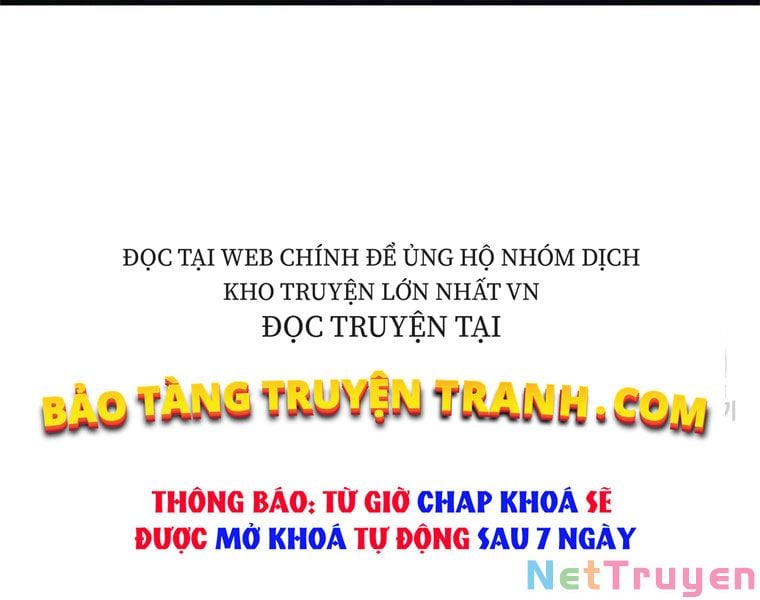 ĐỌC TẠI WEB CHÍNH ĐỂ ỦNG HỘ NHÓM DỊCH
KHO TRUYỆN LỚN NHẤT VN
ĐỌC TRUYỆN TẠI
BẢO TÀNG TRUYỆN TRANH.COM
THÔNG BÁO: TỪ GIỜ CHAP KHOÁ SẼ
ĐƯỢC MỞ KHOÁ TỰ ĐỘNG SAU 7 NGÀY
NetTruyen